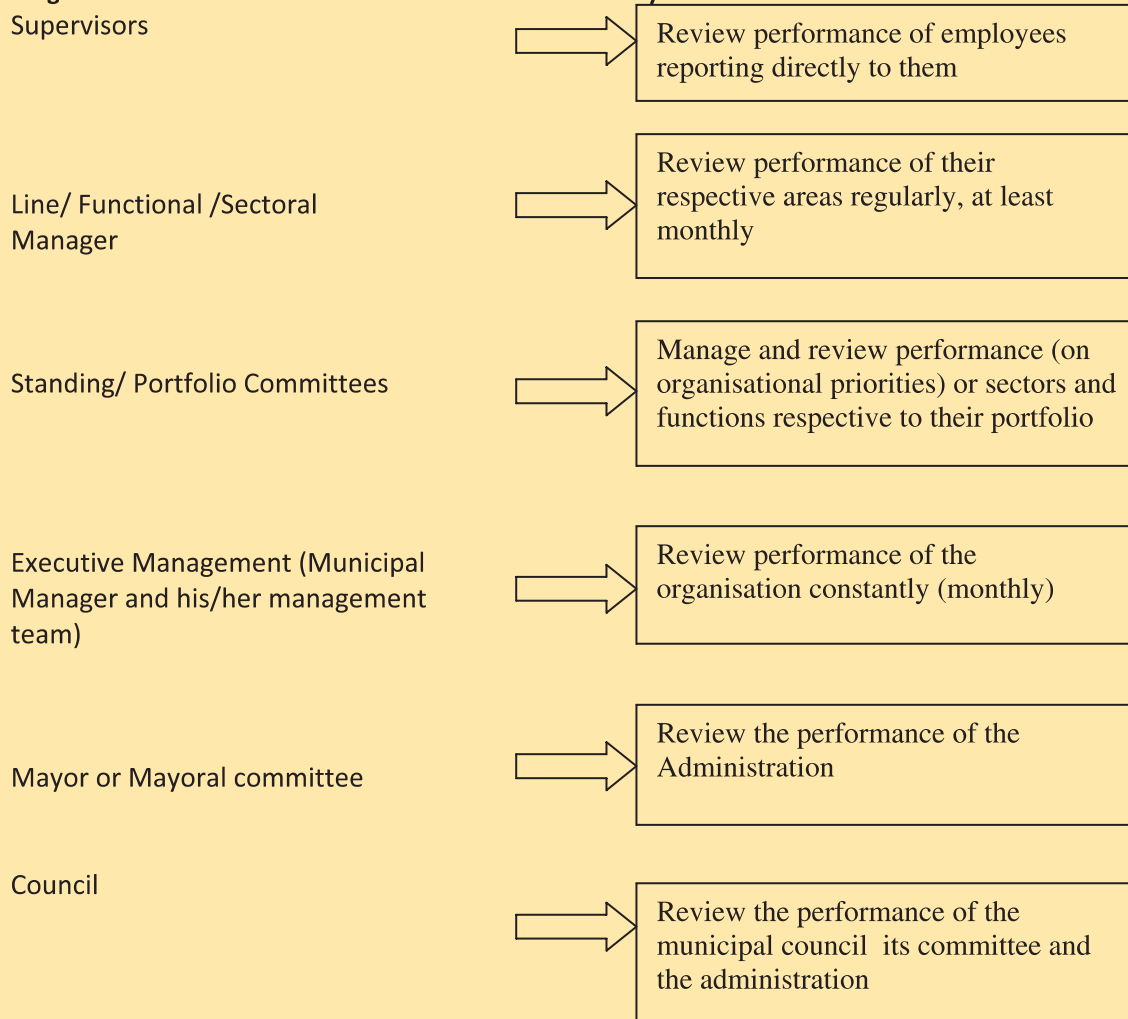 Supervisors
Review performance of employees
reporting directly to them
Line/ Functional /Sectoral
Manager
Review performance of their
respective areas regularly, at least
monthly
Standing/ Portfolio Committees
Manage and review performance (on
organisational priorities) or sectors and
functions respective to their portfolio
Executive Management (Municipal
Manager and his/her management
team)
Review performance of the
organisation constantly (monthly)
Mayor or Mayoral committee
Review the performance of the
Administration
Council
Review the performance of the
municipal council  its committee and
the administration